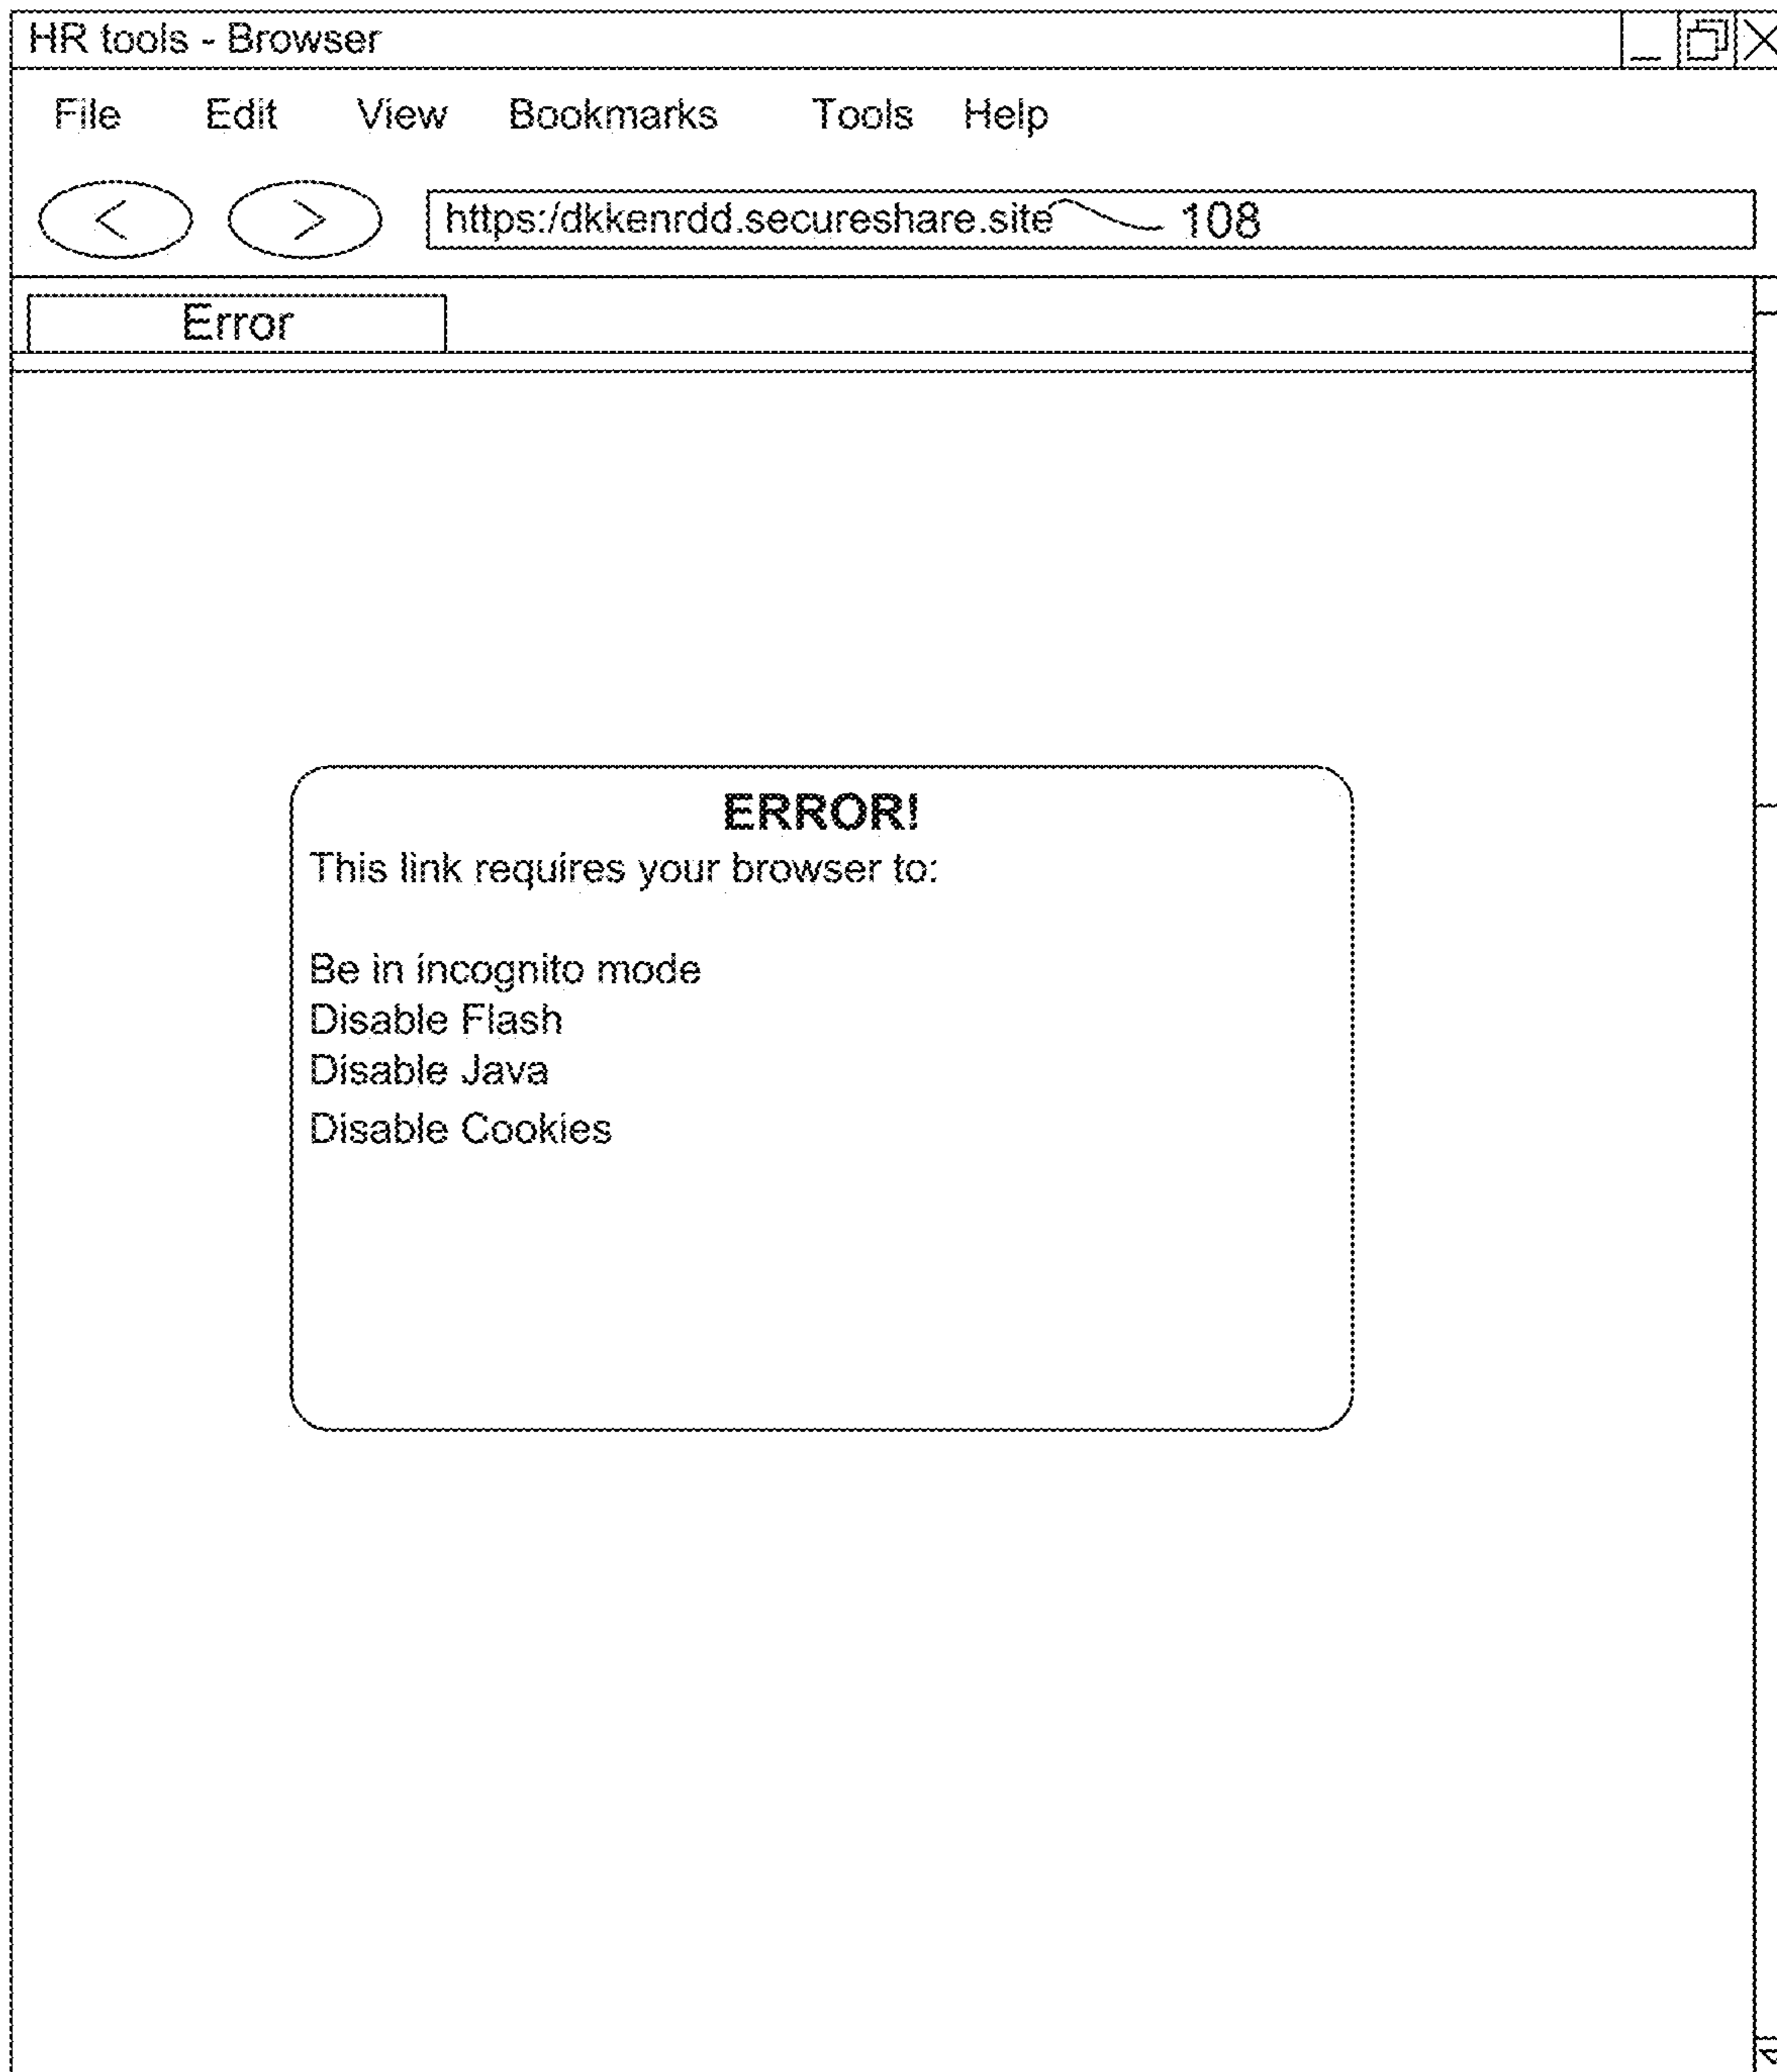 HR tools - Browser
File Edit View Bookmarks Tools Help
< > https:/dkkenrdd.secureshare.site 108
Error
ERROR!
This link requires your browser to:
Be in incognito mode
Disable Flash
Disable Java
Disable Cookies